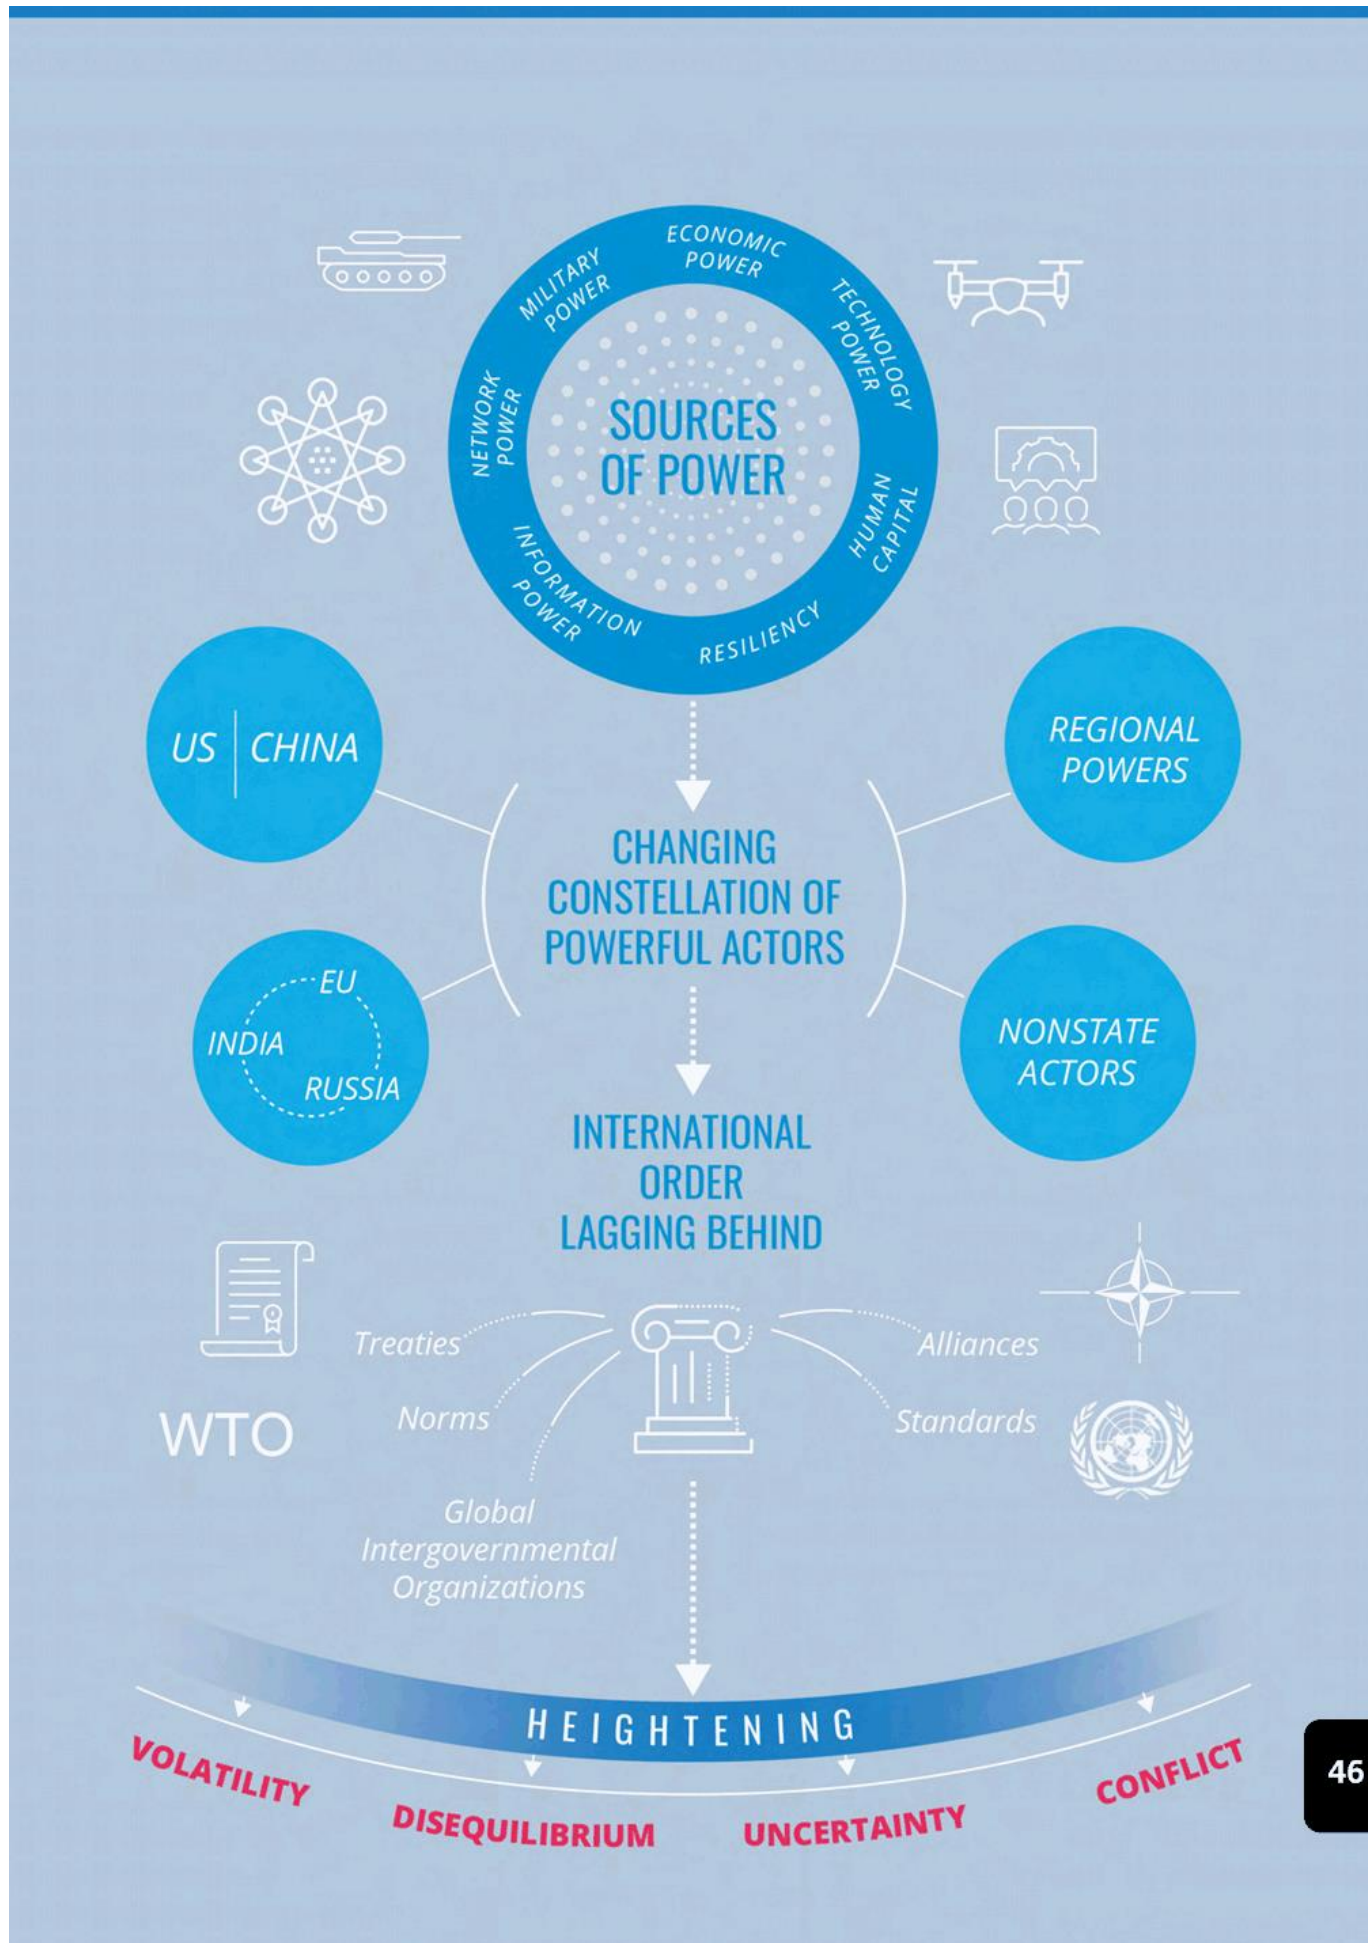 ECONOMIC
POWER
MILITARY
POWER
TECHNOLOGY
POWER
NETWORK
POWER
SOURCES
OF POWER
HUMAN
CAPITAL
INFORMATION
POWER
RESILIENCY
US | CHINA
REGIONAL
POWERS
CHANGING
CONSTELLATION OF
POWERFUL ACTORS
EU
INDIA
RUSSIA
NONSTATE
ACTORS
INTERNATIONAL
ORDER
LAGGING BEHIND
Treaties
Alliances
Norms
Standards
WTO
Global
Intergovernmental
Organizations
HEIGHTENING
VOLATILITY
DISEQUILIBRIUM
UNCERTAINTY
CONFLICT
46